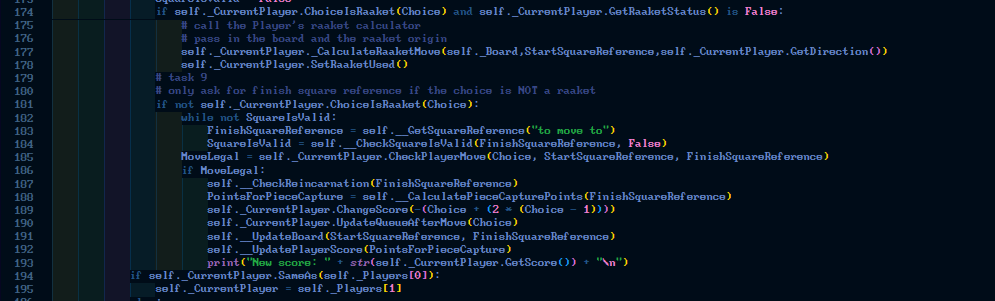 173 SquareIsValid = False
174 if self._CurrentPlayer.ChoiceIsRaaket(Choice) and self._CurrentPlayer.GetRaaketStatus() is False:
175 # call the Player's raaket calculator
176 # pass in the board and the raaket origin
177 self._CurrentPlayer._CalculateRaaketMove(self._Board,StartSquareReference,self._CurrentPlayer.GetDirection())
178 self._CurrentPlayer.SetRaaketUsed()
179 # task 9
180 # only ask for finish square reference if the choice is NOT a raaket
181 if not self._CurrentPlayer.ChoiceIsRaaket(Choice):
182 while not SquareIsValid:
183 FinishSquareReference = self.__GetSquareReference("to move to")
184 SquareIsValid = self.__CheckSquareIsValid(FinishSquareReference, False)
185 MoveLegal = self._CurrentPlayer.CheckPlayerMove(Choice, StartSquareReference, FinishSquareReference)
186 if MoveLegal:
187 self.__CheckReincarnation(FinishSquareReference)
188 PointsForPieceCapture = self.__CalculatePieceCapturePoints(FinishSquareReference)
189 self._CurrentPlayer.ChangeScore(-(Choice + (2 * (Choice - 1))))
190 self._CurrentPlayer.UpdateQueueAfterMove(Choice)
191 self.__UpdateBoard(StartSquareReference, FinishSquareReference)
192 self.__UpdatePlayerScore(PointsForPieceCapture)
193 print("New score: " + str(self._CurrentPlayer.GetScore()) + "\n")
194 if self._CurrentPlayer.SameAs(self._Players[0]):
195 self._CurrentPlayer = self._Players[1]